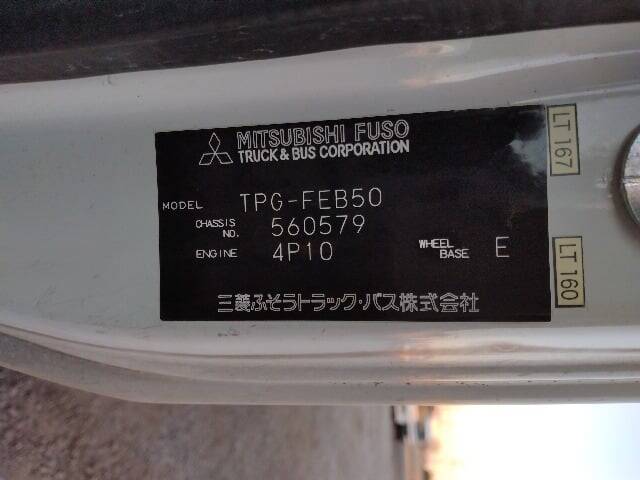 MITSUBISHI FUSO
TRUCK & BUS CORPORATION
MODEL TPG-FEB50
CHASSIS NO. 560579
ENGINE 4P10 WHEEL BASE E
三菱ふそうトラック・バス株式会社
LT 167
LT 160